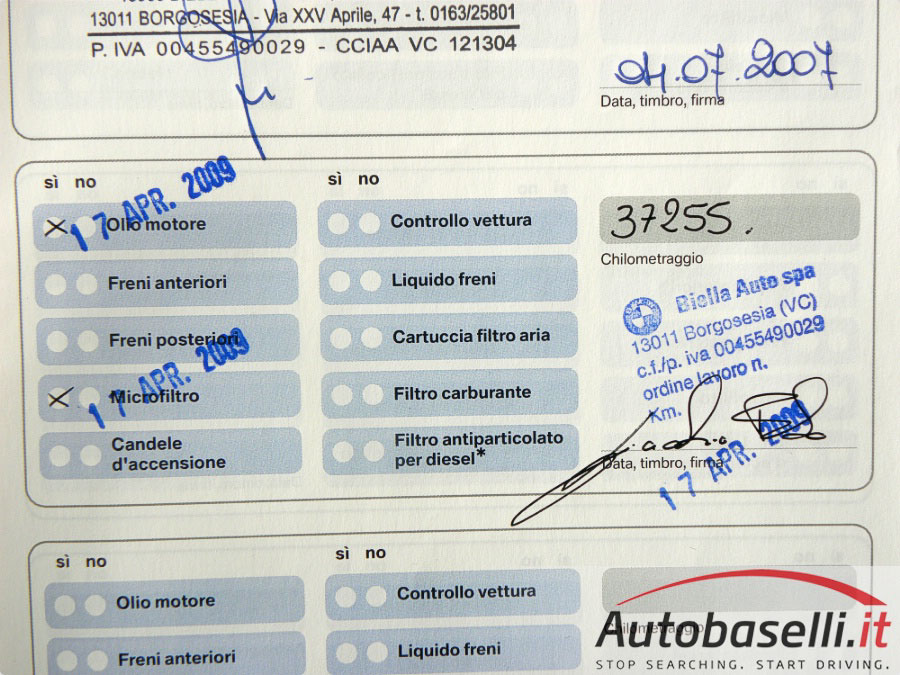 13011 BORGOSESIA - Via XXV Aprile, 47 - t. 0163/25801
P. IVA 00455490029 - CCIAA VC 121304
04.07.2007
Data, timbro, firma
sì no
sì no
17 APR. 2009
Olio motore
Controllo vettura
37255.
Chilometraggio
Freni anteriori
Liquido freni
Biella Auto spa
13011 Borgosesia (VC)
c.f./p. iva 00455490029
ordine lavoro n.
Km.
Freni posteriori
Cartuccia filtro aria
17 APR. 2009
Microfiltro
Filtro carburante
Candele
d'accensione
Filtro antiparticolato
per diesel*
Data, timbro, firma
17 APR. 2009
sì no
sì no
Olio motore
Controllo vettura
Chilometraggio
Freni anteriori
Liquido freni
Autobaselli.it
STOP SEARCHING. START DRIVING.